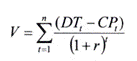 V = \sum_{t=1}^{n} \frac{(DT_t - CP_t)}{(1+r)^t}